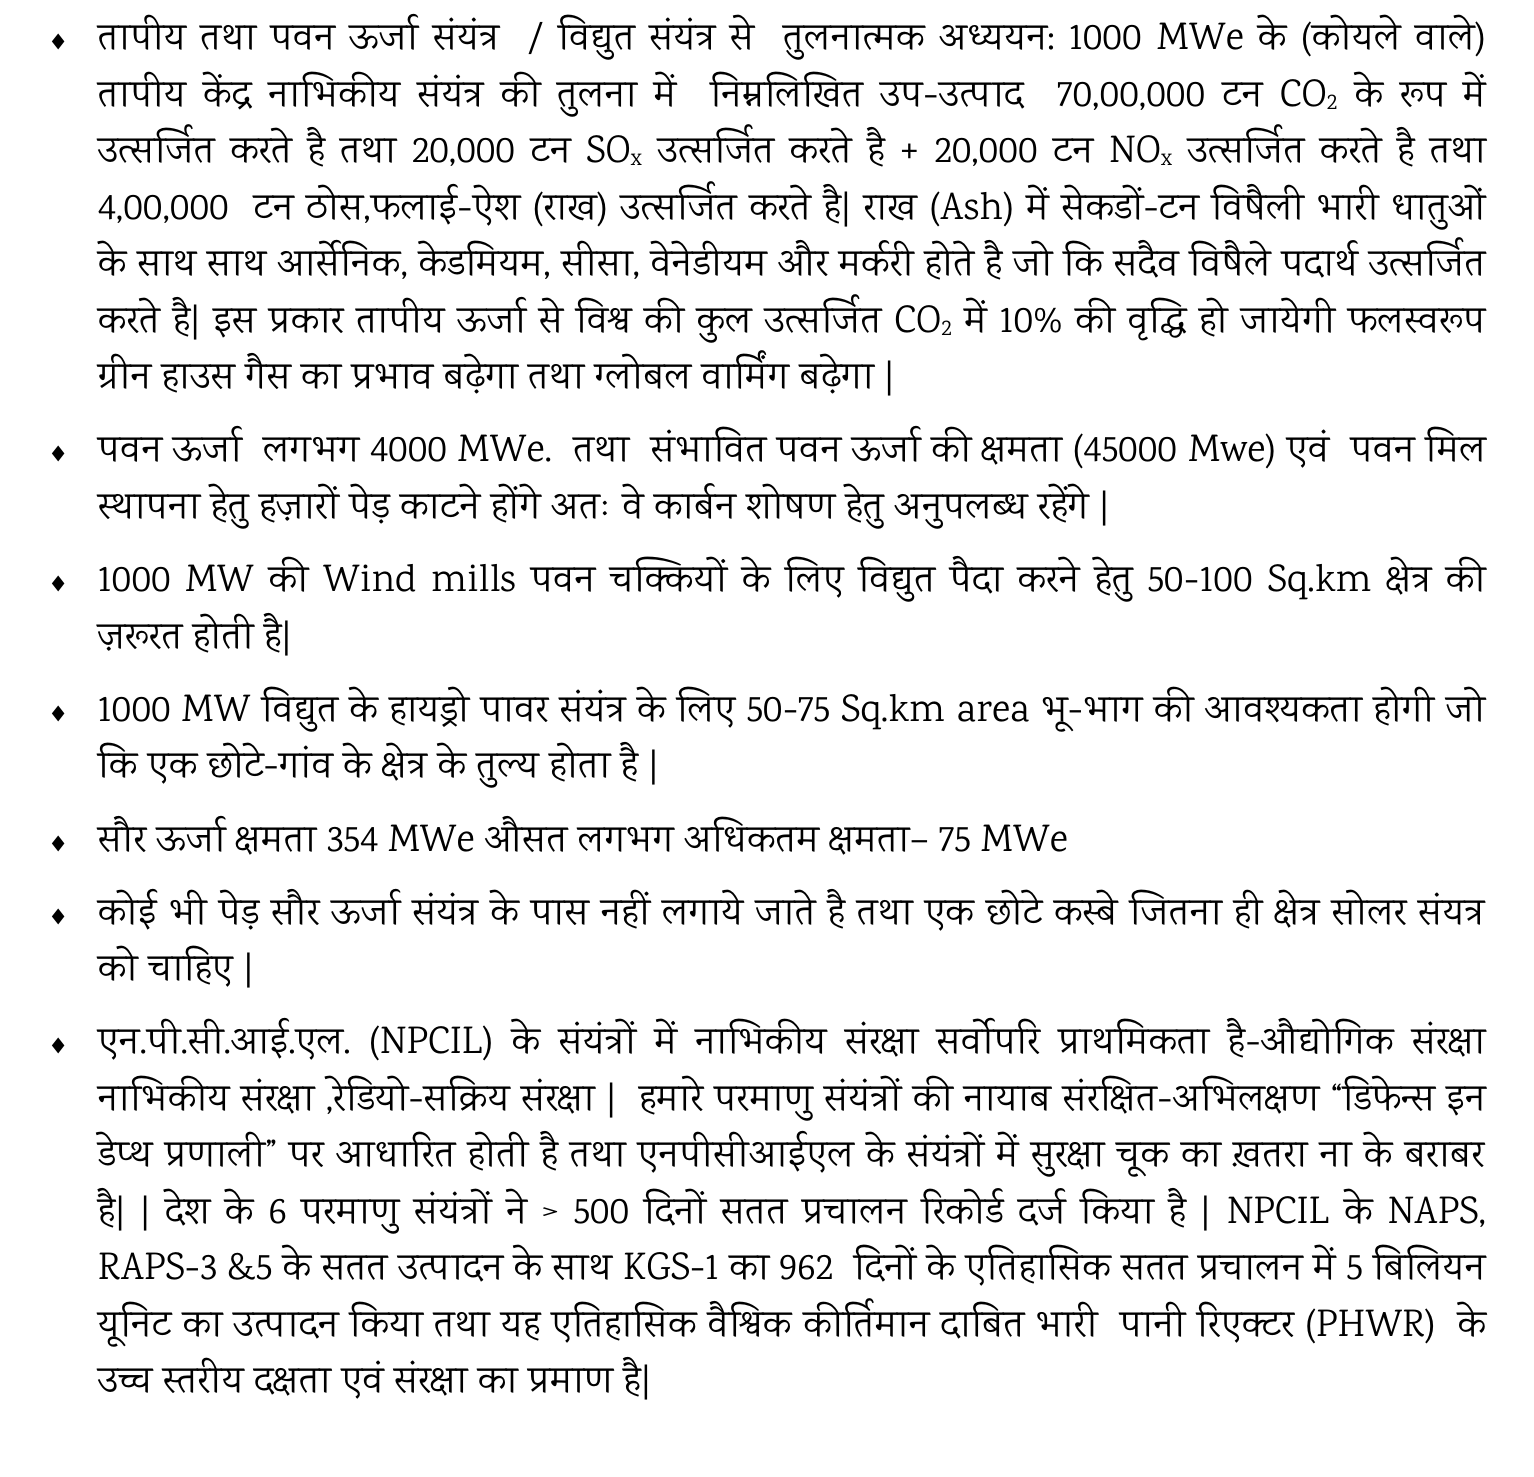 ♦ तापीय तथा पवन ऊर्जा संयंत्र / विद्युत संयंत्र से तुलनात्मक अध्ययन: 1000 MWe के (कोयले वाले)
तापीय केंद्र नाभिकीय संयंत्र की तुलना में निम्नलिखित उप-उत्पाद 70,00,000 टन CO₂ के रूप में
उत्सर्जित करते है तथा 20,000 टन SOₓ उत्सर्जित करते है + 20,000 टन NOₓ उत्सर्जित करते है तथा
4,00,000 टन ठोस,फलाई-ऐश (राख) उत्सर्जित करते है| राख (Ash) में सेकडों-टन विषैली भारी धातुओं
के साथ साथ आर्सेनिक, केडमियम, सीसा, वेनेडीयम और मर्करी होते है जो कि सदैव विषैले पदार्थ उत्सर्जित
करते है| इस प्रकार तापीय ऊर्जा से विश्व की कुल उत्सर्जित CO₂ में 10% की वृद्धि हो जायेगी फलस्वरूप
ग्रीन हाउस गैस का प्रभाव बढ़ेगा तथा ग्लोबल वार्मिंग बढ़ेगा |
♦ पवन ऊर्जा लगभग 4000 MWe. तथा संभावित पवन ऊर्जा की क्षमता (45000 Mwe) एवं पवन मिल
स्थापना हेतु हज़ारों पेड़ काटने होंगे अतः वे कार्बन शोषण हेतु अनुपलब्ध रहेंगे |
♦ 1000 MW की Wind mills पवन चक्कियों के लिए विद्युत पैदा करने हेतु 50-100 Sq.km क्षेत्र की
ज़रूरत होती है|
♦ 1000 MW विद्युत के हायड्रो पावर संयंत्र के लिए 50-75 Sq.km area भू-भाग की आवश्यकता होगी जो
कि एक छोटे-गांव के क्षेत्र के तुल्य होता है |
♦ सौर ऊर्जा क्षमता 354 MWe औसत लगभग अधिकतम क्षमता– 75 MWe
♦ कोई भी पेड़ सौर ऊर्जा संयंत्र के पास नहीं लगाये जाते है तथा एक छोटे कस्बे जितना ही क्षेत्र सोलर संयत्र
को चाहिए |
♦ एन.पी.सी.आई.एल. (NPCIL) के संयंत्रों में नाभिकीय संरक्षा सर्वोपरि प्राथमिकता है-औद्योगिक संरक्षा
नाभिकीय संरक्षा ,रेडियो-सक्रिय संरक्षा | हमारे परमाणु संयंत्रों की नायाब संरक्षित-अभिलक्षण “डिफेन्स इन
डेप्थ प्रणाली” पर आधारित होती है तथा एनपीसीआईएल के संयंत्रों में सुरक्षा चूक का ख़तरा ना के बराबर
है| | देश के 6 परमाणु संयंत्रों ने > 500 दिनों सतत प्रचालन रिकोर्ड दर्ज किया है | NPCIL के NAPS,
RAPS-3 &5 के सतत उत्पादन के साथ KGS-1 का 962 दिनों के एतिहासिक सतत प्रचालन में 5 बिलियन
यूनिट का उत्पादन किया तथा यह एतिहासिक वैश्विक कीर्तिमान दाबित भारी पानी रिएक्टर (PHWR) के
उच्च स्तरीय दक्षता एवं संरक्षा का प्रमाण है|